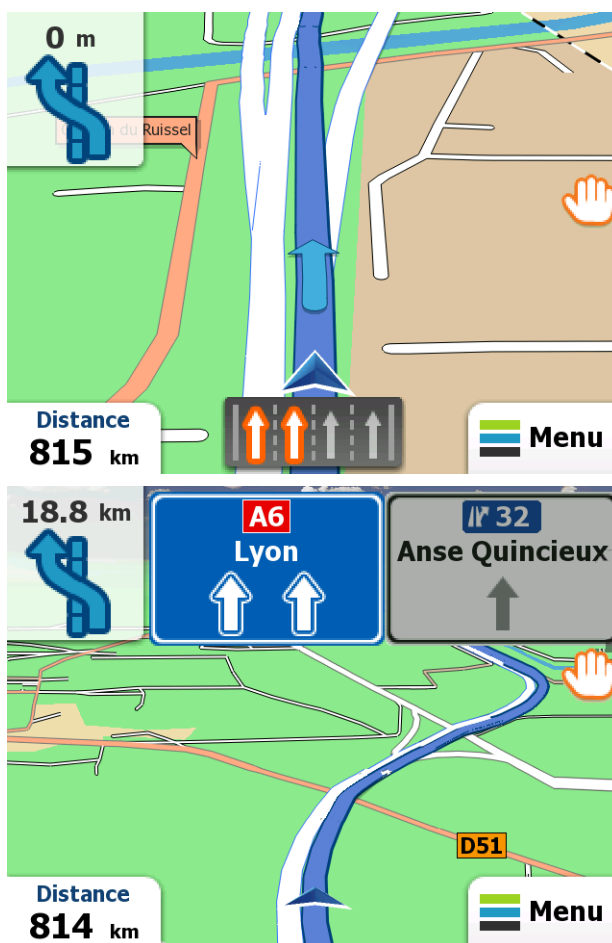 0 m
du Ruissel
Distance
815 km
Menu
18.8 km
A6
Lyon
32
Anse Quincieux
D51
Distance
814 km
Menu